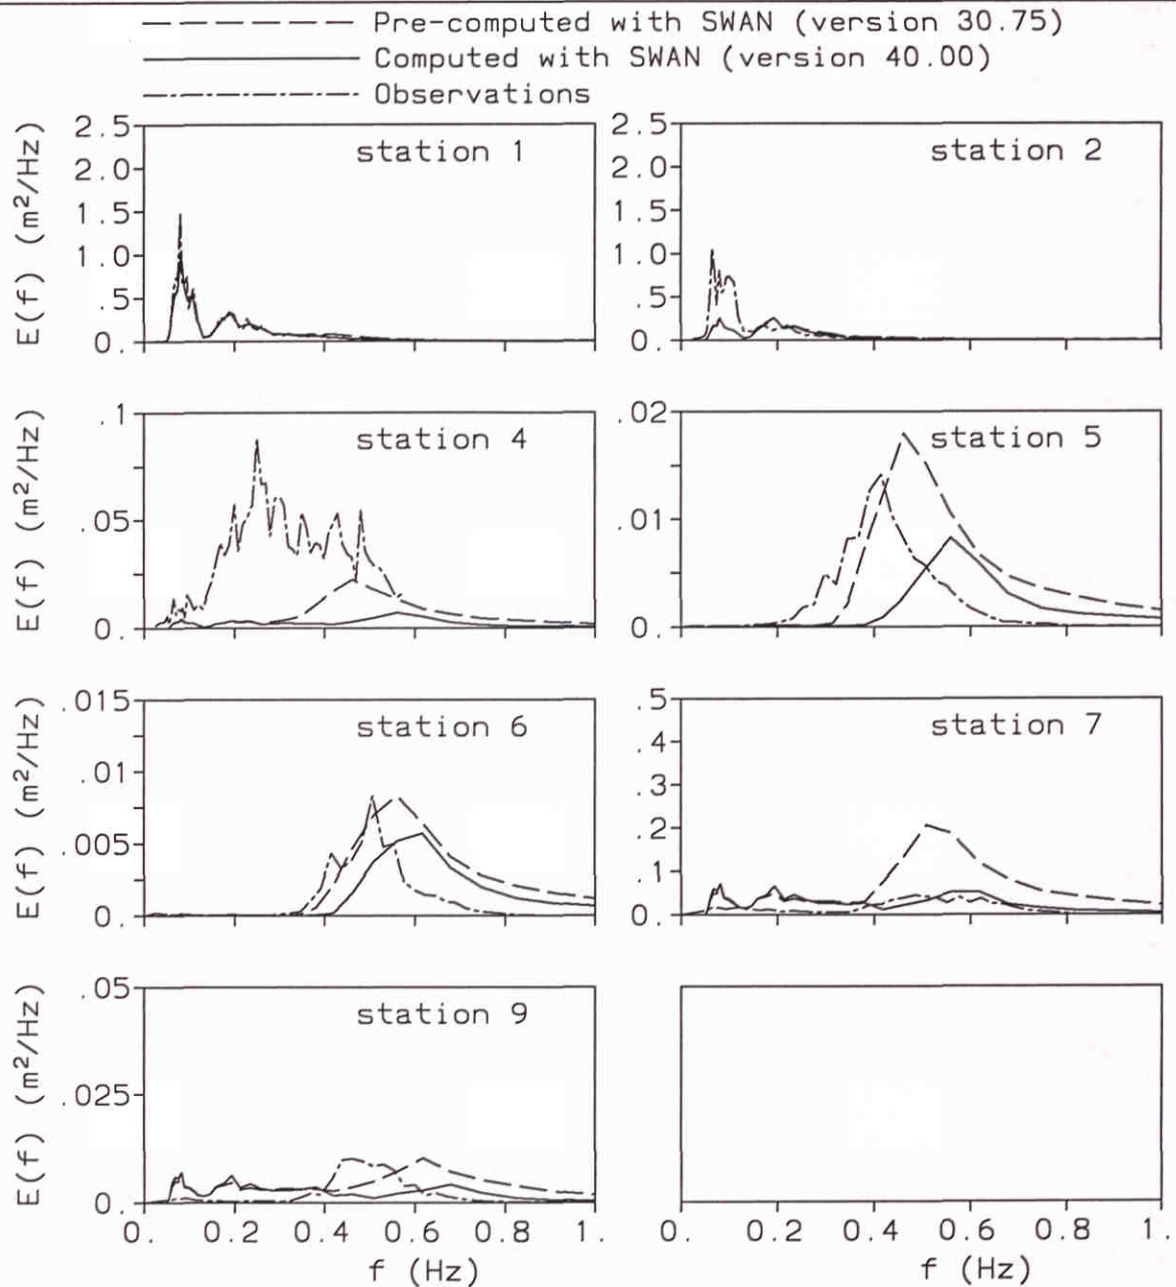 Pre-computed with SWAN (version 30.75)
Computed with SWAN (version 40.00)
Observations
E(f) (m²/Hz)
2.5
2.0
1.5
1.0
.5
0.
station 1
2.5
2.0
1.5
1.0
.5
0.
station 2
E(f) (m²/Hz)
.1
.05
0.
station 4
.02
.01
0.
station 5
E(f) (m²/Hz)
.015
.01
.005
0.
station 6
.5
.4
.3
.2
.1
0.
station 7
E(f) (m²/Hz)
.05
.025
0.
station 9
0. 0.2 0.4 0.6 0.8 1.
f (Hz)
0. 0.2 0.4 0.6 0.8 1.
f (Hz)